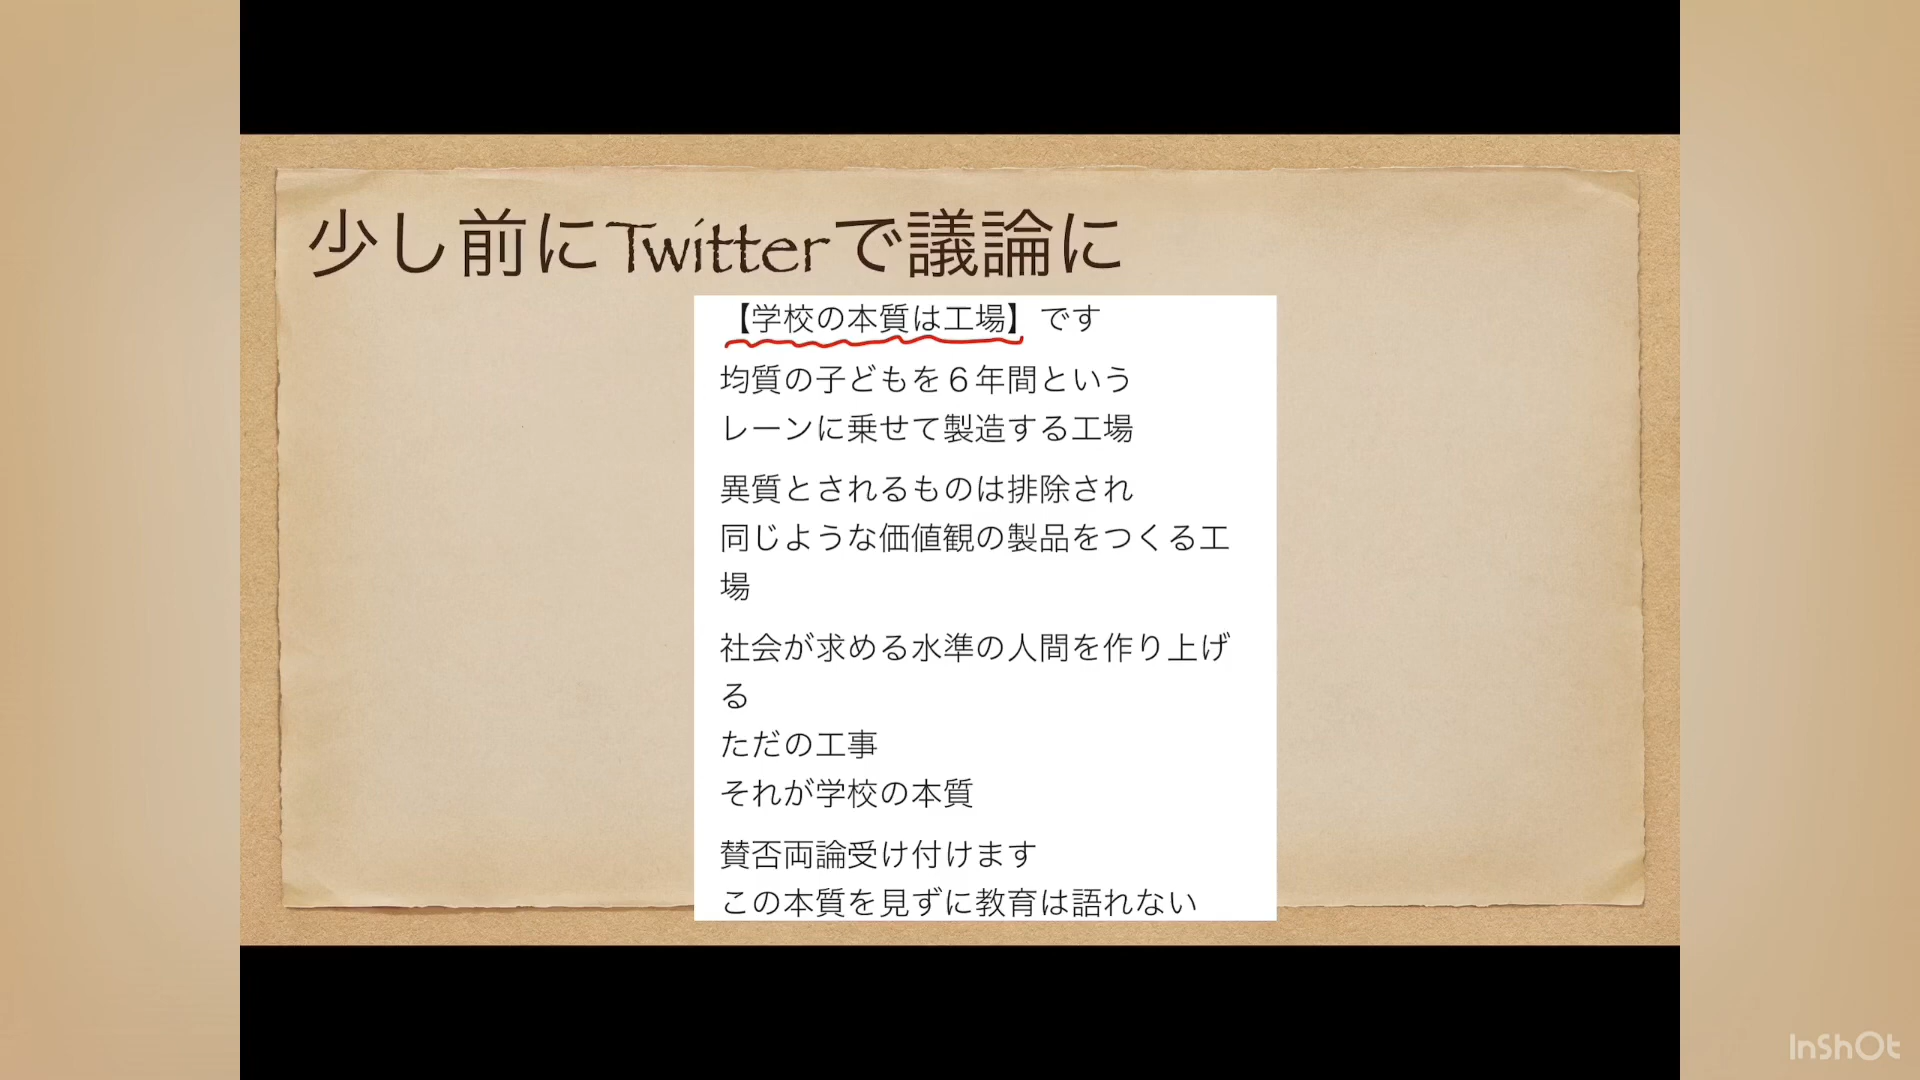 少し前にTwitterで議論に
【学校の本質は工場】です
均質の子どもを６年間という
レーンに乗せて製造する工場
異質とされるものは排除され
同じような価値観の製品をつくる工
場
社会が求める水準の人間を作り上げ
る
ただの工事
それが学校の本質
賛否両論受け付けます
この本質を見ずに教育は語れない
InShOt